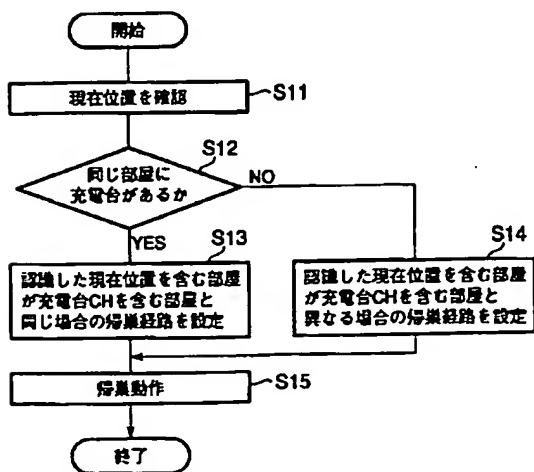 開始
現在位置を確認
S11
同じ部屋に
充電台があるか
S12
NO
YES
S13
認識した現在位置を含む部屋
が充電台CHを含む部屋と
同じ場合の帰巣経路を設定
S14
認識した現在位置を含む部屋
が充電台CHを含む部屋と
異なる場合の帰巣経路を設定
帰巣動作
S15
終了